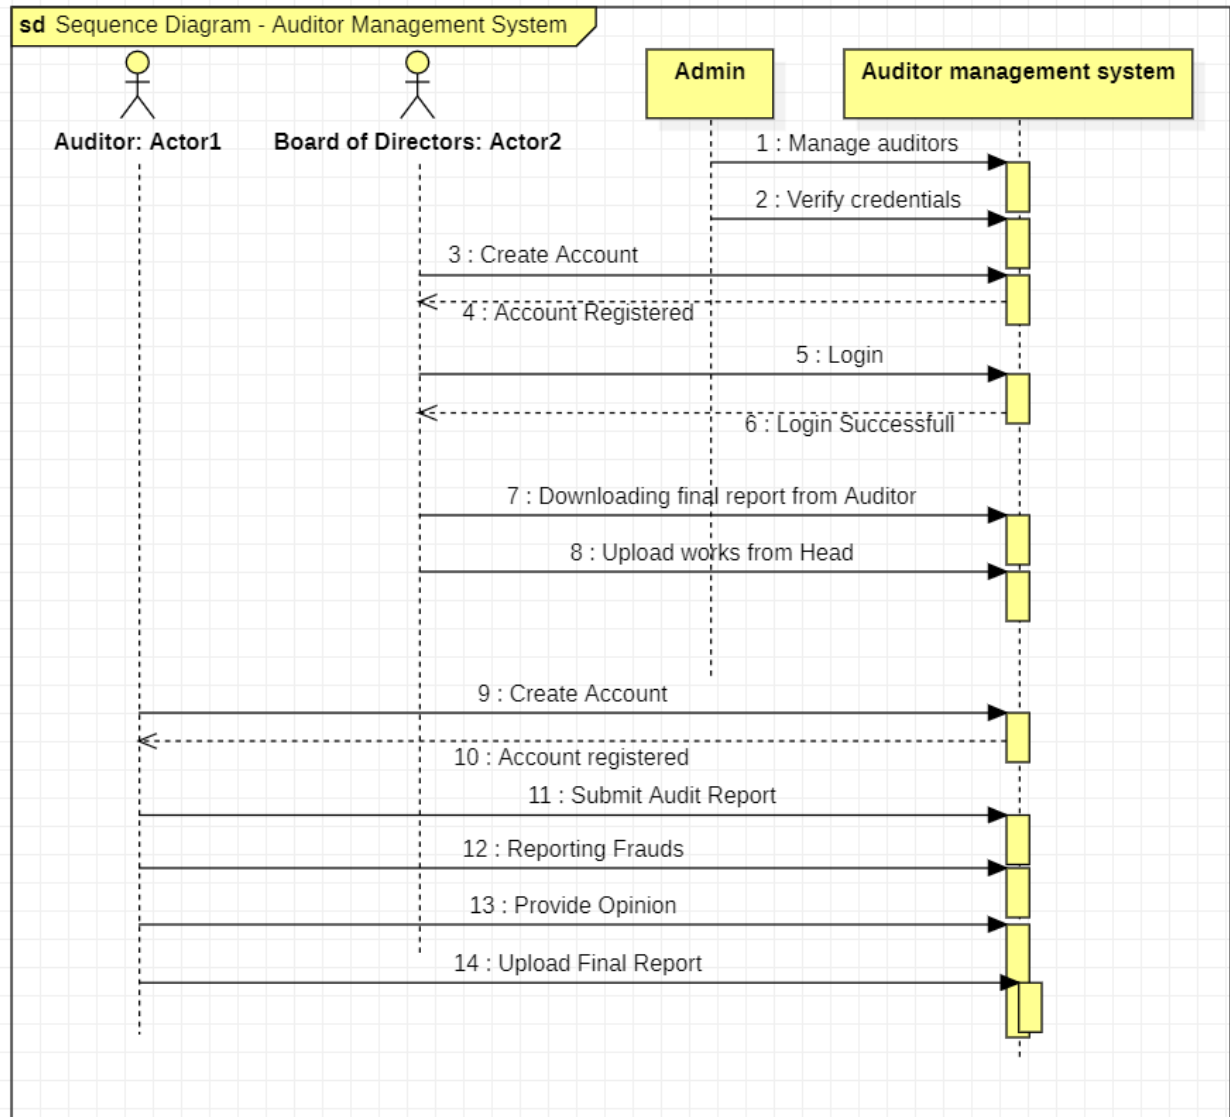 sd Sequence Diagram - Auditor Management System
Auditor: Actor1
Board of Directors: Actor2
Admin
Auditor management system
1 : Manage auditors
2 : Verify credentials
3 : Create Account
4 : Account Registered
5 : Login
6 : Login Successfull
7 : Downloading final report from Auditor
8 : Upload works from Head
9 : Create Account
10 : Account registered
11 : Submit Audit Report
12 : Reporting Frauds
13 : Provide Opinion
14 : Upload Final Report